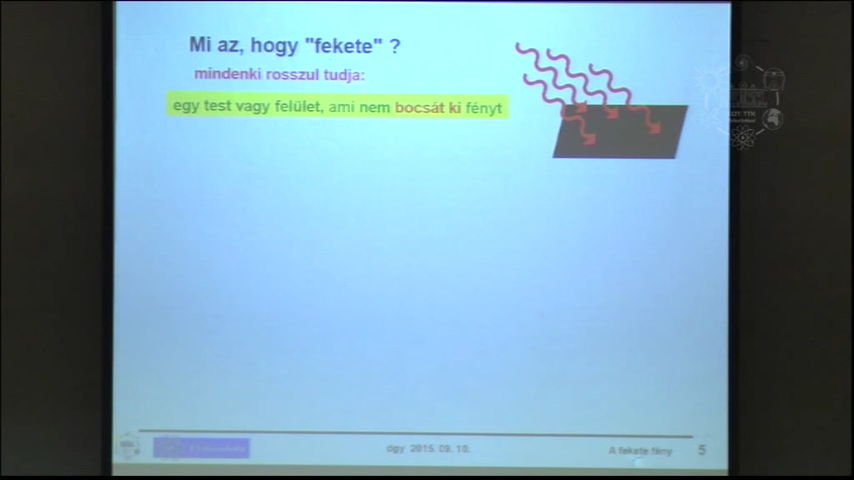 Mi az, hogy "fekete" ?
mindenki rosszul tudja:
egy test vagy felület, ami nem bocsát ki fényt
dgy 2015. 09. 10.
A fekete fény
5